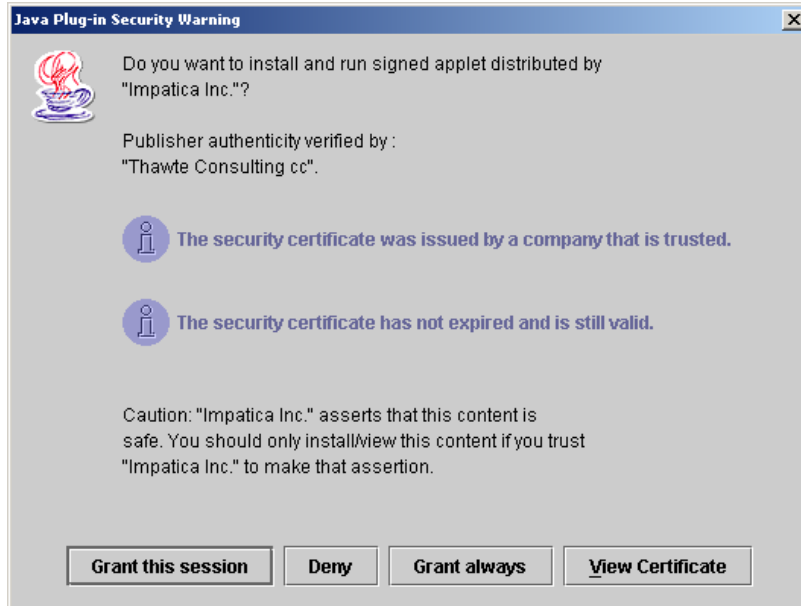 Java Plug-in Security Warning
Do you want to install and run signed applet distributed by
"Impatica Inc."?
Publisher authenticity verified by :
"Thawte Consulting cc".
The security certificate was issued by a company that is trusted.
The security certificate has not expired and is still valid.
Caution: "Impatica Inc." asserts that this content is
safe. You should only install/view this content if you trust
"Impatica Inc." to make that assertion.
Grant this session Deny Grant always View Certificate